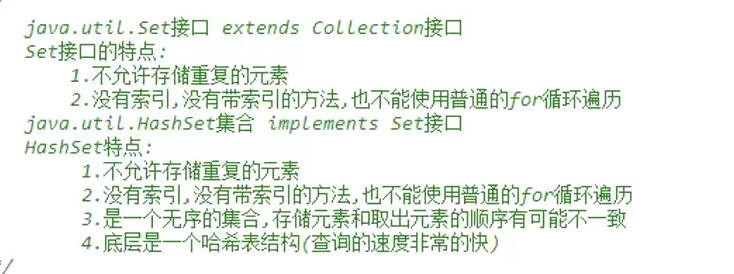 java.util.Set接口 extends Collection接口
Set接口的特点:
1.不允许存储重复的元素
2.没有索引,没有带索引的方法,也不能使用普通的for循环遍历
java.util.HashSet集合 implements Set接口
HashSet特点:
1.不允许存储重复的元素
2.没有索引,没有带索引的方法,也不能使用普通的for循环遍历
3.是一个无序的集合,存储元素和取出元素的顺序有可能不一致
4.底层是一个哈希表结构(查询的速度非常的快)
*/